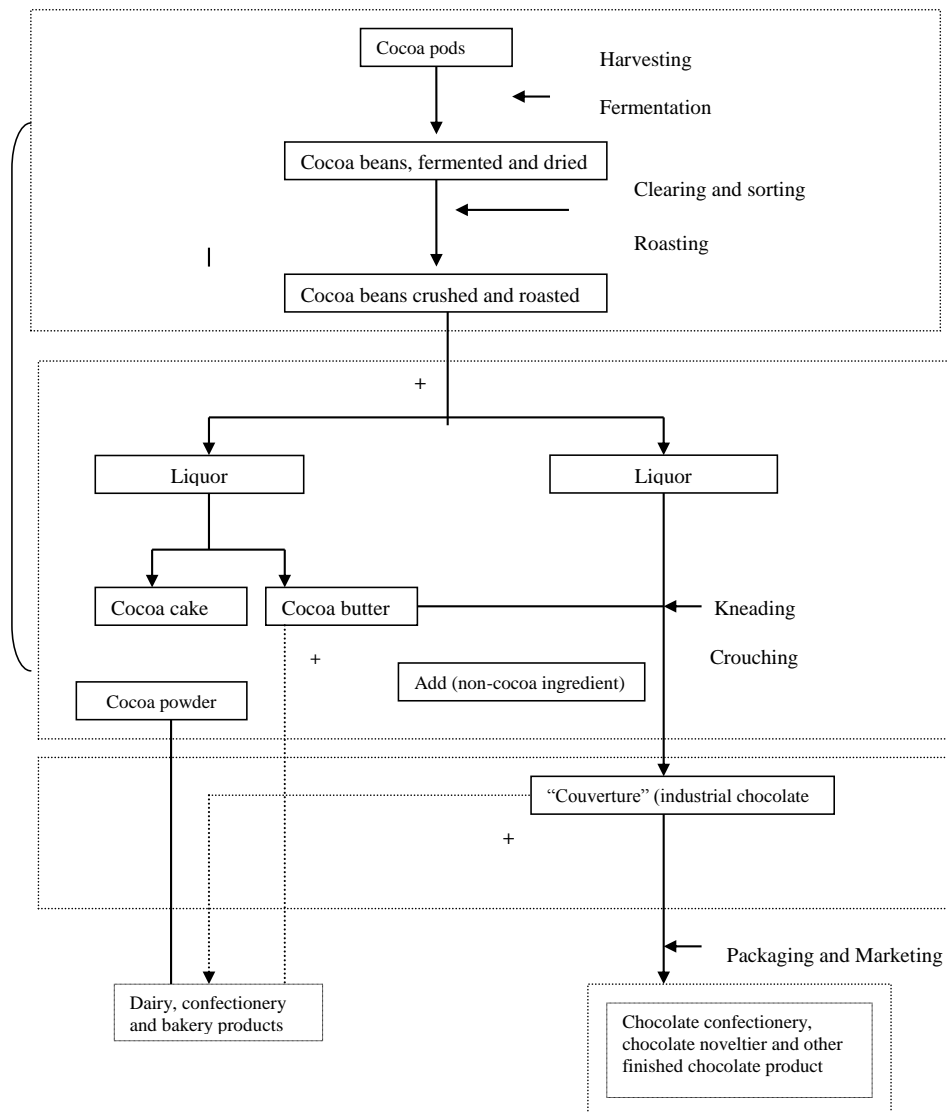 Cocoa pods
Harvesting
Fermentation
Cocoa beans, fermented and dried
Clearing and sorting
Roasting
Cocoa beans crushed and roasted
+
Liquor
Liquor
Cocoa cake
Cocoa butter
Kneading
+
Crouching
Add (non-cocoa ingredient)
Cocoa powder
“Couverture” (industrial chocolate
+
Packaging and Marketing
Dairy, confectionery
and bakery products
Chocolate confectionery,
chocolate noveltier and other
finished chocolate product